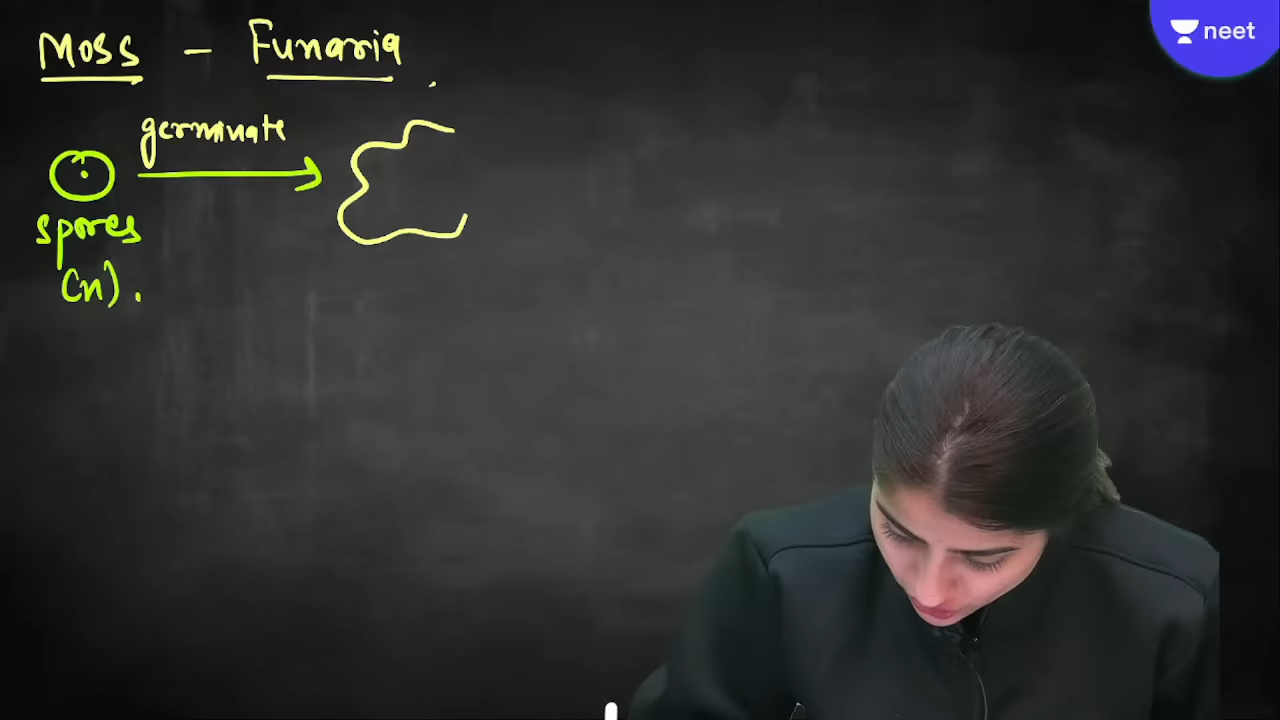 Moss - Funaria
germinate
spores
(n).
neet